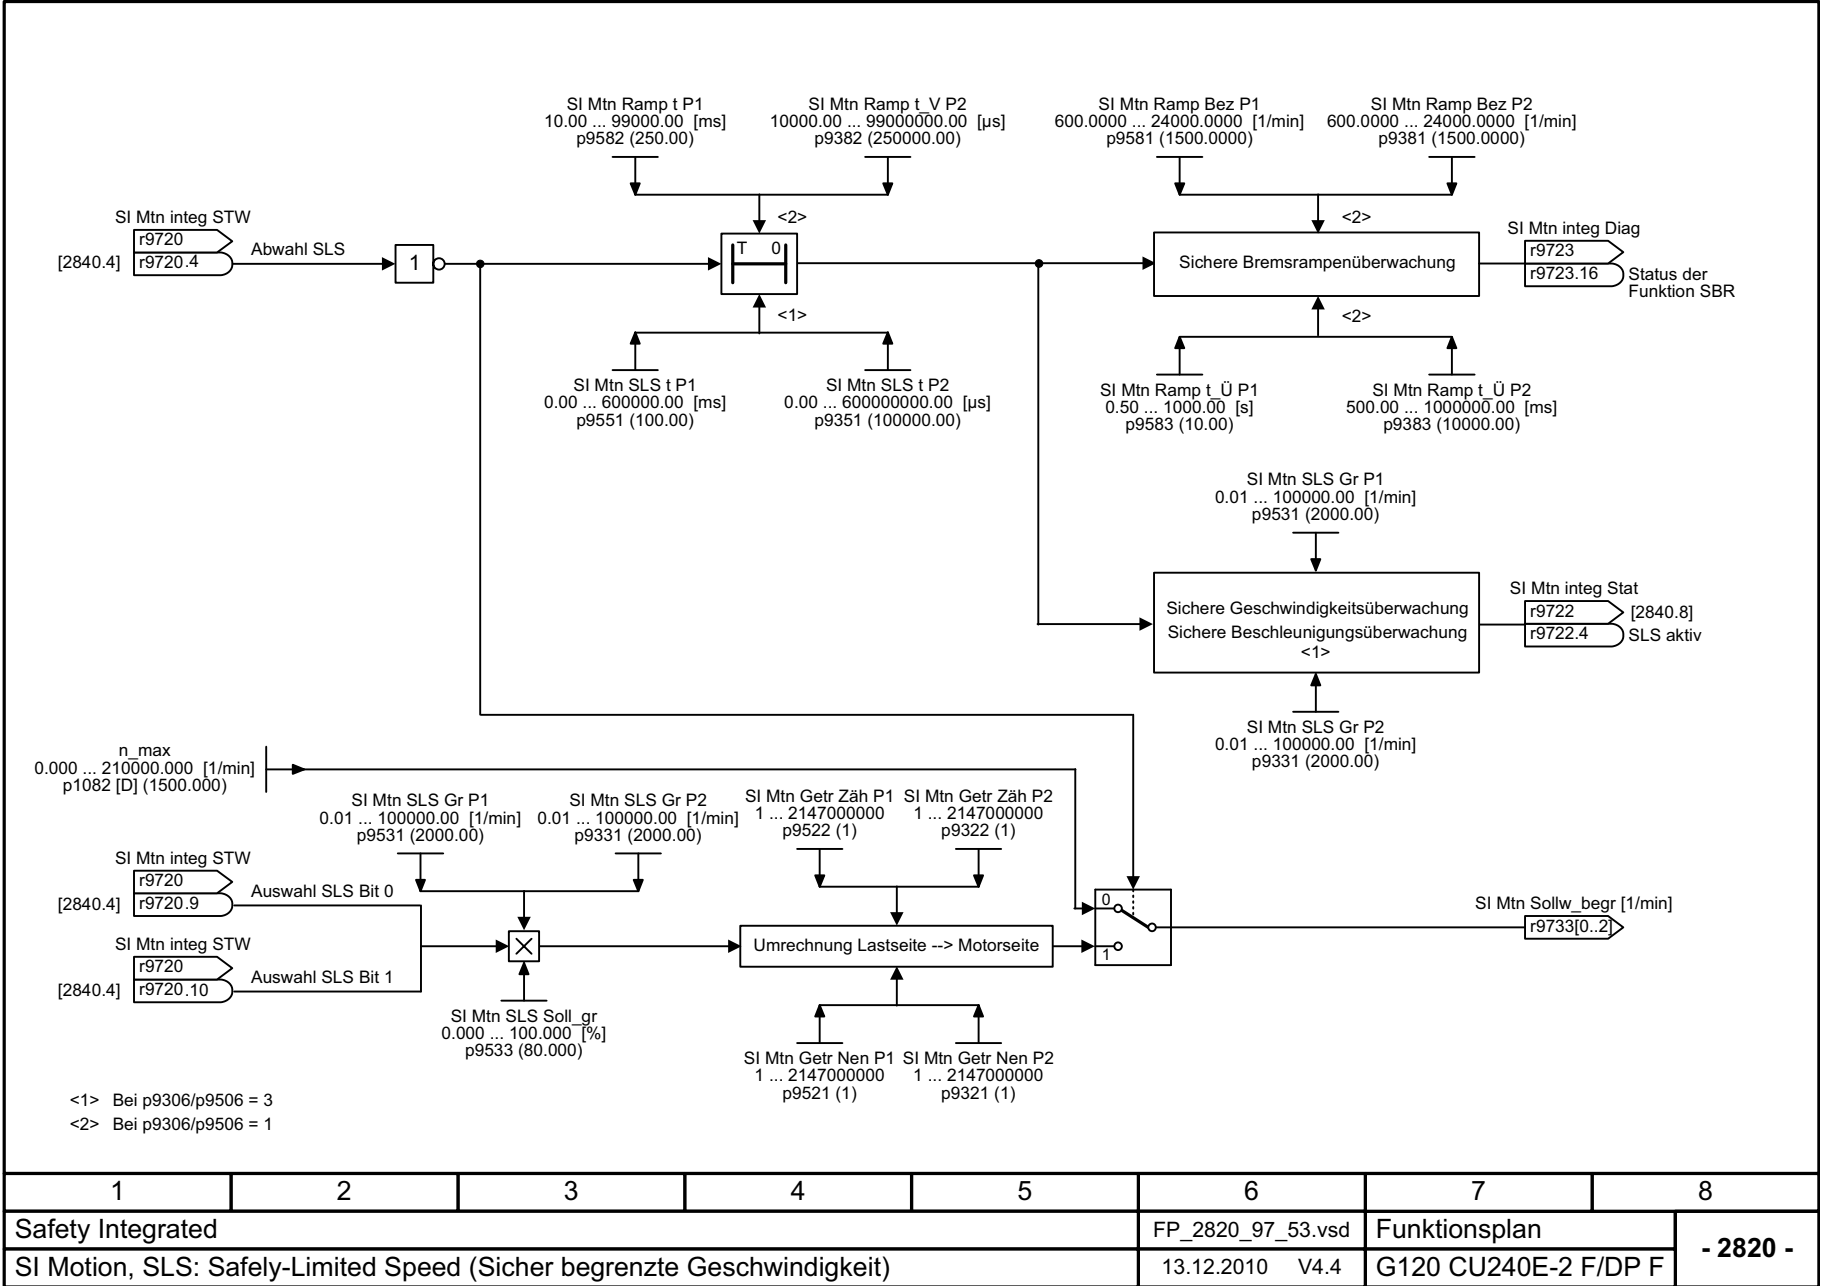 SI Mtn Ramp t P1
10.00 ... 99000.00 [ms]
p9582 (250.00)
SI Mtn Ramp t_V P2
10000.00 ... 99000000.00 [µs]
p9382 (250000.00)
SI Mtn Ramp Bez P1
600.0000 ... 24000.0000 [1/min]
p9581 (1500.0000)
SI Mtn Ramp Bez P2
600.0000 ... 24000.0000 [1/min]
p9381 (1500.0000)
SI Mtn integ STW
r9720
[2840.4] r9720.4
Abwahl SLS
1
<2>
T 0
<1>
<2>
Sichere Bremsrampenüberwachung
<2>
SI Mtn integ Diag
r9723
r9723.16
Status der
Funktion SBR
SI Mtn SLS t P1
0.00 ... 600000.00 [ms]
p9551 (100.00)
SI Mtn SLS t P2
0.00 ... 600000000.00 [µs]
p9351 (100000.00)
SI Mtn Ramp t_Ü P1
0.50 ... 1000.00 [s]
p9583 (10.00)
SI Mtn Ramp t_Ü P2
500.00 ... 1000000.00 [ms]
p9383 (10000.00)
SI Mtn SLS Gr P1
0.01 ... 100000.00 [1/min]
p9531 (2000.00)
Sichere Geschwindigkeitsüberwachung
Sichere Beschleunigungsüberwachung
<1>
SI Mtn integ Stat
r9722 [2840.8]
r9722.4 SLS aktiv
SI Mtn SLS Gr P2
0.01 ... 100000.00 [1/min]
p9331 (2000.00)
n_max
0.000 ... 210000.000 [1/min]
p1082 [D] (1500.000)
SI Mtn SLS Gr P1
0.01 ... 100000.00 [1/min]
p9531 (2000.00)
SI Mtn SLS Gr P2
0.01 ... 100000.00 [1/min]
p9331 (2000.00)
SI Mtn Getr Zäh P1
1 ... 2147000000
p9522 (1)
SI Mtn Getr Zäh P2
1 ... 2147000000
p9322 (1)
SI Mtn integ STW
r9720
[2840.4] r9720.9
Auswahl SLS Bit 0
SI Mtn integ STW
r9720
[2840.4] r9720.10
Auswahl SLS Bit 1
Umrechnung Lastseite --> Motorseite
0
1
SI Mtn Sollw_begr [1/min]
r9733[0..2]
SI Mtn SLS Soll_gr
0.000 ... 100.000 [%]
p9533 (80.000)
SI Mtn Getr Nen P1
1 ... 2147000000
p9521 (1)
SI Mtn Getr Nen P2
1 ... 2147000000
p9321 (1)
<1> Bei p9306/p9506 = 3
<2> Bei p9306/p9506 = 1
1 2 3 4 5 6 7 8
Safety Integrated
FP_2820_97_53.vsd
Funktionsplan
- 2820 -
SI Motion, SLS: Safely-Limited Speed (Sicher begrenzte Geschwindigkeit)
13.12.2010 V4.4
G120 CU240E-2 F/DP F